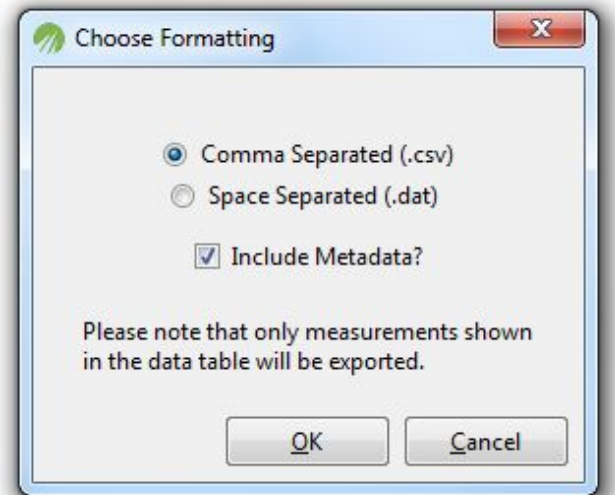 Choose Formatting
Comma Separated (.csv)
Space Separated (.dat)
Include Metadata?
Please note that only measurements shown
in the data table will be exported.
OK
Cancel